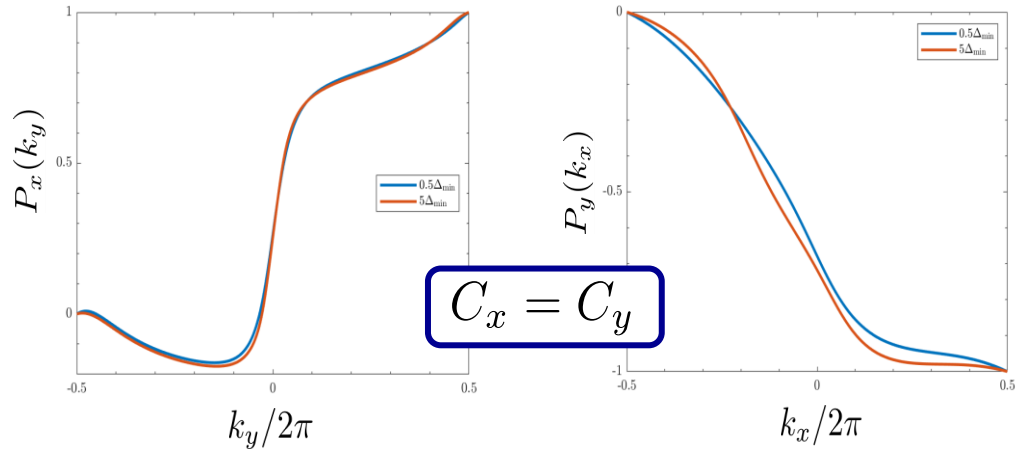 1
0.5
0
-0.5
0
0.5
P_x(k_y)
k_y/2π
0.5Δ_min
5Δ_min
C_x = C_y
0
-0.5
-1
-0.5
0
0.5
P_y(k_x)
k_x/2π
0.5Δ_min
5Δ_min